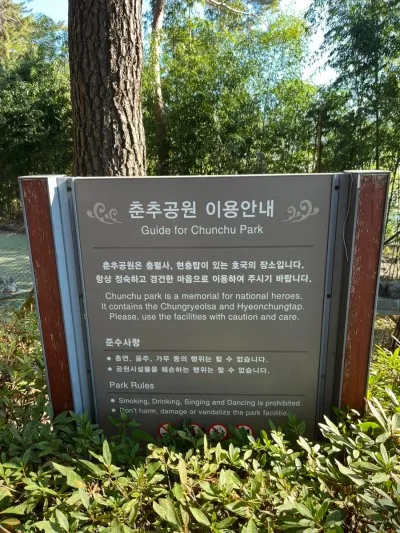 춘추공원 이용안내
Guide for Chunchu Park
춘추공원은 충렬사, 현충탑이 있는 호국의 장소입니다.
항상 정숙하고 경건한 마음으로 이용하여 주시기 바랍니다.
Chunchu park is a memorial for national heroes.
It contains the Chungryeolsa and Hyeonchungtap.
Please, use the facilities with caution and care.
준수사항
● 흡연, 음주, 가무 등의 행위는 할 수 없습니다.
● 공원시설물을 훼손하는 행위는 할 수 없습니다.
Park Rules
● Smoking, Drinking, Singing and Dancing is prohibited.
● Don't harm, damage or vandalize the park facilities.